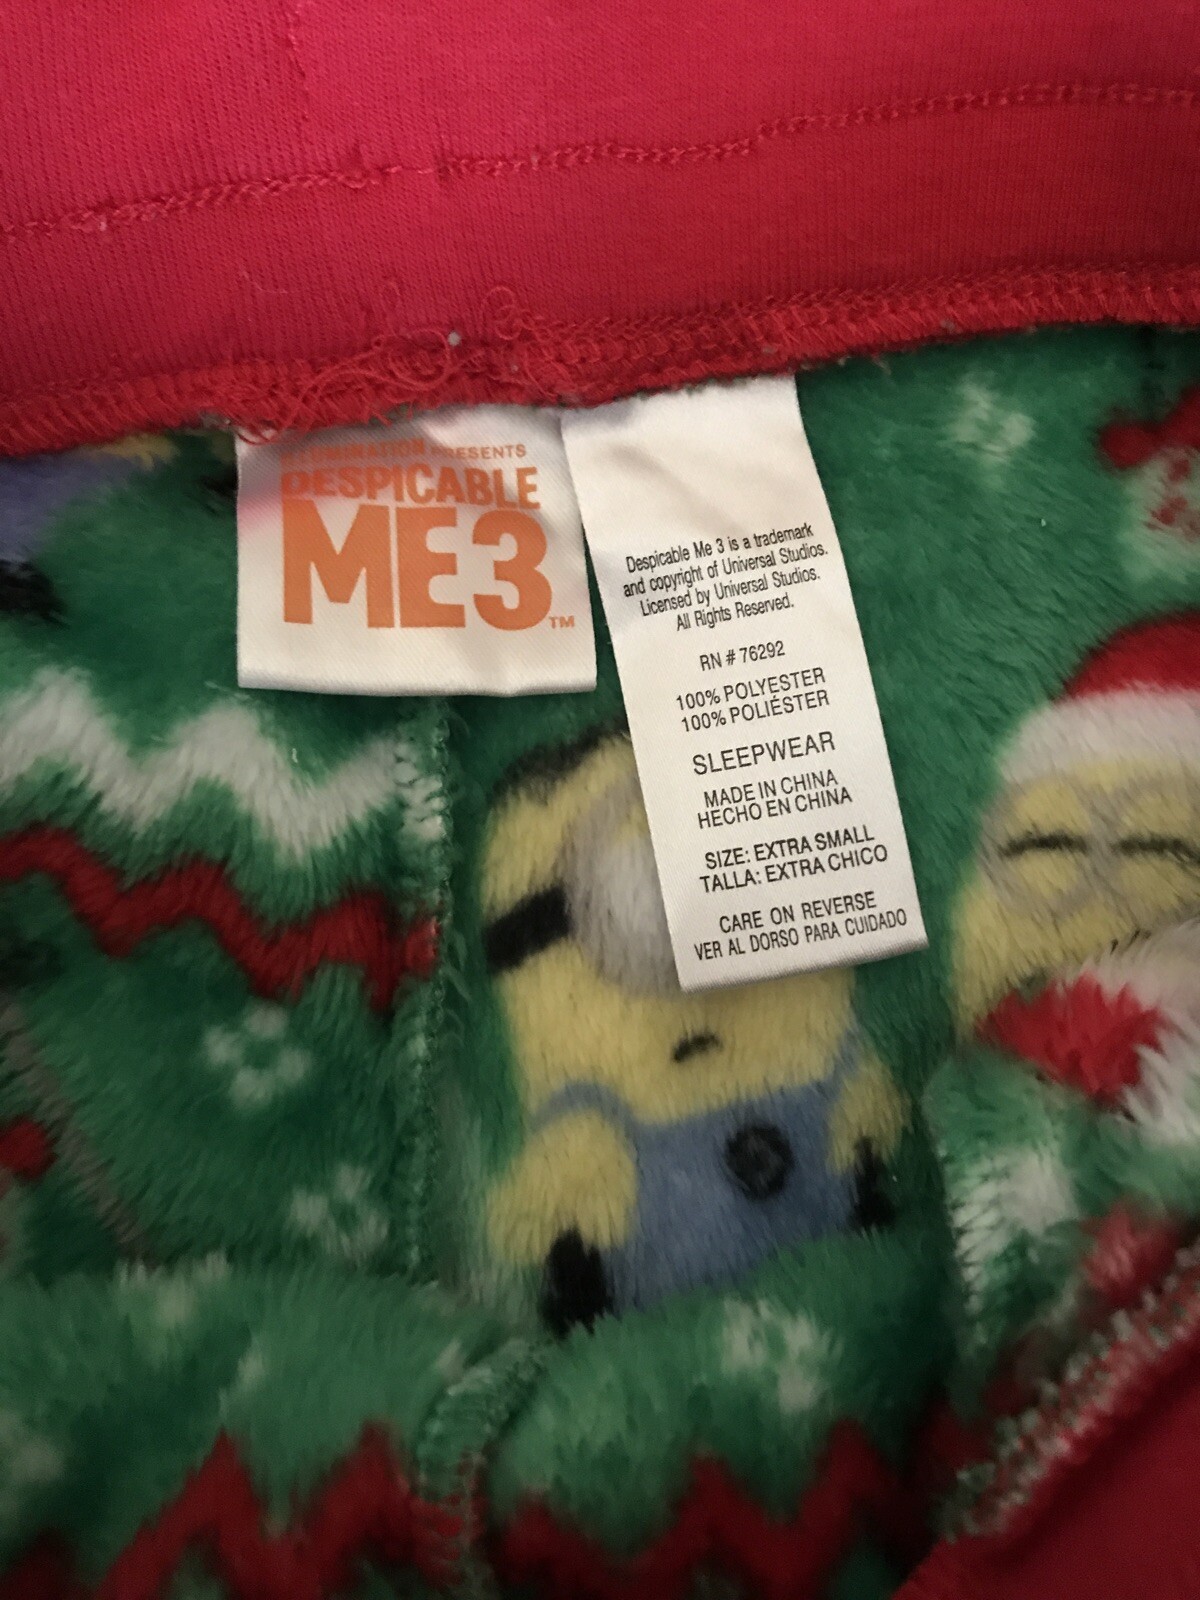 ILLUMINATION PRESENTS
DESPICABLE
ME3
TM
Despicable Me 3 is a trademark
and copyright of Universal Studios.
Licensed by Universal Studios.
All Rights Reserved.
RN # 76292
100% POLYESTER
100% POLIÉSTER
SLEEPWEAR
MADE IN CHINA
HECHO EN CHINA
SIZE: EXTRA SMALL
TALLA: EXTRA CHICO
CARE ON REVERSE
VER AL DORSO PARA CUIDADO